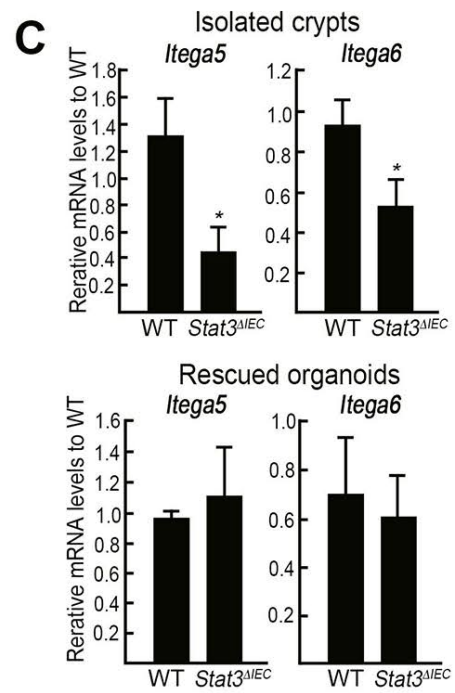 C
Isolated crypts
Itega5
Itega6
Rerative mRNA levels to WT
1.8
1.6
1.4
1.2
1.0
0.8
0.6
0.4
0.2
*
WT
Stat3ΔIEC
1.2
1.0
0.8
0.6
0.4
0.2
*
WT
Stat3ΔIEC
Rescued organoids
Itega5
Itega6
Rerative mRNA levels to WT
1.6
1.4
1.2
1.0
0.8
0.6
0.4
0.2
WT
Stat3ΔIEC
1.0
0.8
0.6
0.4
0.2
WT
Stat3ΔIEC